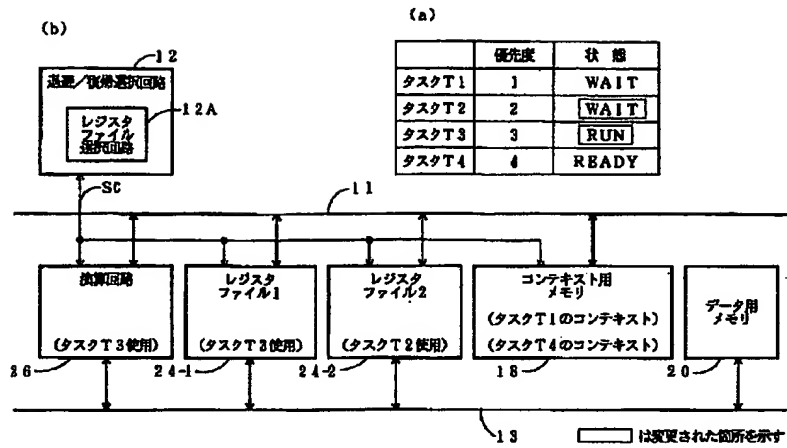 (b)
(a)
12
退避／復帰選択回路
12A
レジスタ
ファイル
選択回路
SC
優先度 状態
タスクT1 1 WAIT
タスクT2 2 WAIT
タスクT3 3 RUN
タスクT4 4 READY
11
演算回路
(タスクT3使用)
レジスタ
ファイル1
(タスクT3使用)
レジスタ
ファイル2
(タスクT2使用)
コンテキスト用
メモリ
(タスクT1のコンテキスト)
(タスクT4のコンテキスト)
データ用
メモリ
26
24-1
24-2
18
20
13
は変更された箇所を示す